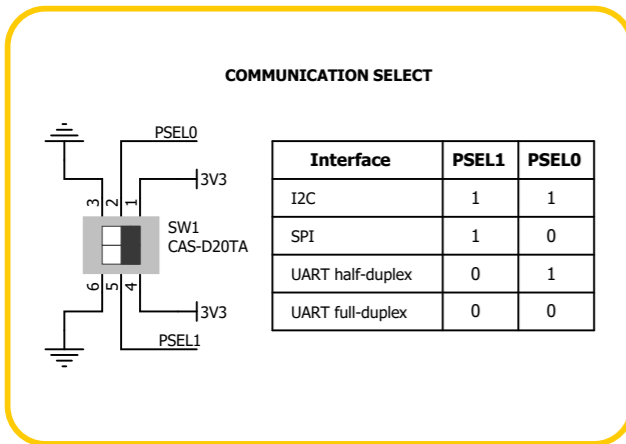 COMMUNICATION SELECT
PSEL0
3V3
3 2 1
SW1
CAS-D20TA
6 5 4
3V3
PSEL1
Interface PSEL1 PSEL0
I2C 1 1
SPI 1 0
UART half-duplex 0 1
UART full-duplex 0 0